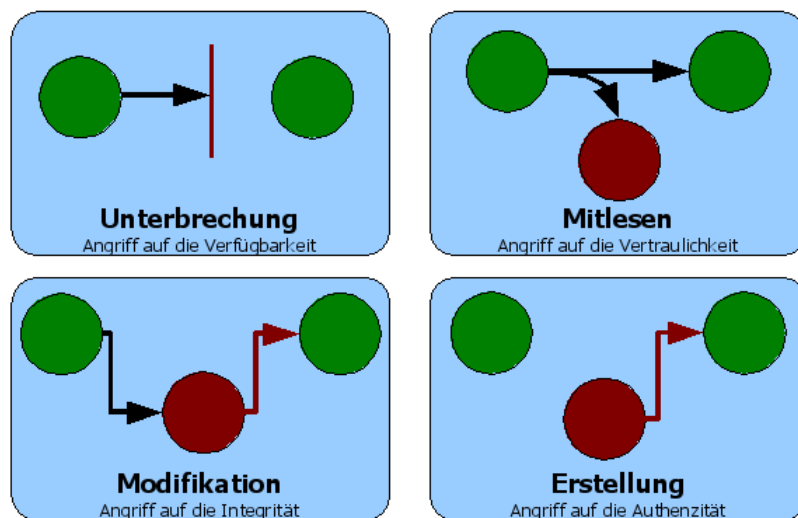 Unterbrechung
Angriff auf die Verfügbarkeit
Mitlesen
Angriff auf die Vertraulichkeit
Modifikation
Angriff auf die Integrität
Erstellung
Angriff auf die Authenzität